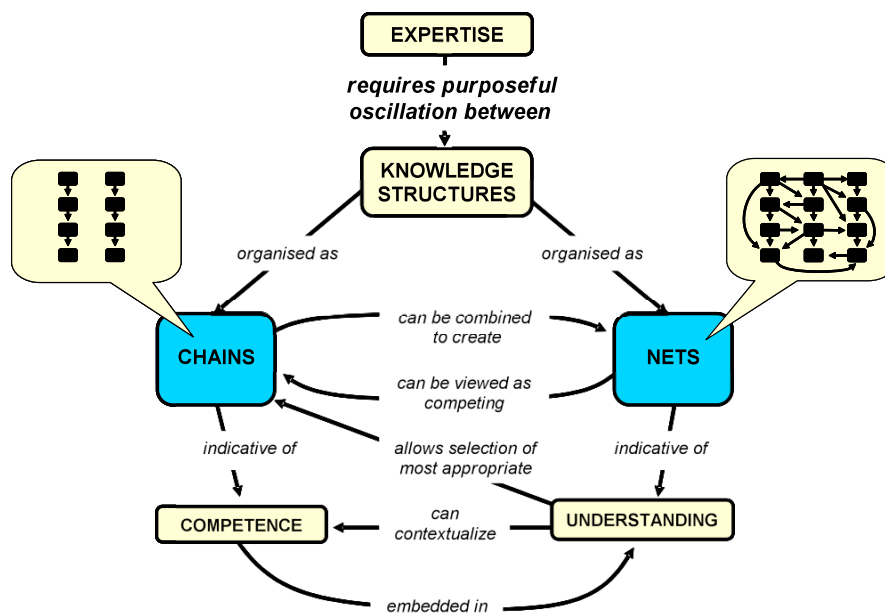 EXPERTISE
requires purposeful
oscillation between
KNOWLEDGE
STRUCTURES
organised as
organised as
can be combined
to create
CHAINS
NETS
can be viewed as
competing
indicative of
allows selection of
most appropriate
indicative of
COMPETENCE
can
contextualize
UNDERSTANDING
embedded in